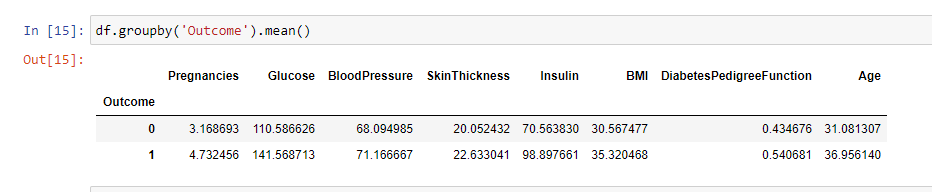 In [15]: df.groupby('Outcome').mean()
Out[15]:
Pregnancies Glucose BloodPressure SkinThickness Insulin BMI DiabetesPedigreeFunction Age
Outcome
0 3.168693 110.586626 68.094985 20.052432 70.563830 30.567477 0.434676 31.081307
1 4.732456 141.568713 71.166667 22.633041 98.897661 35.320468 0.540681 36.956140